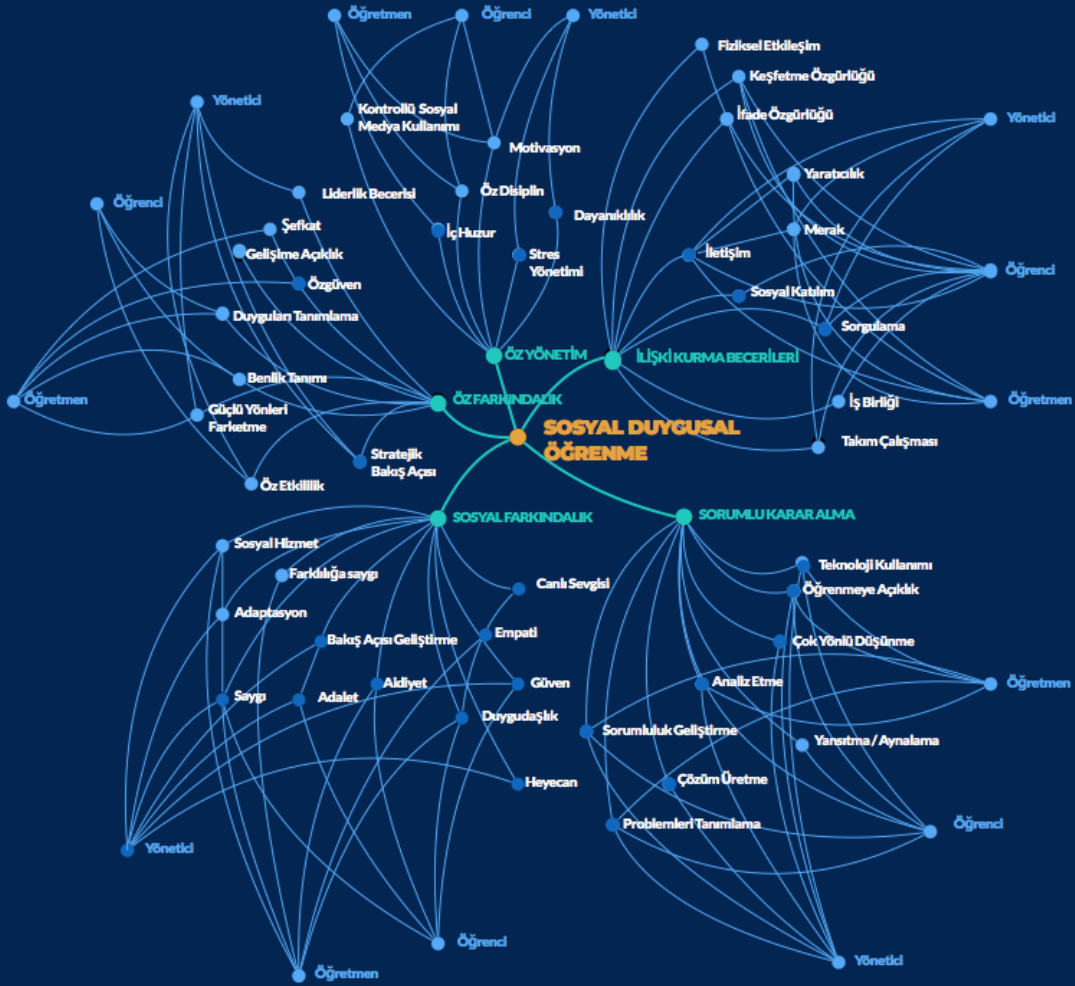 Öğretmen
Öğrenci
Yönetici
Kontrollü Sosyal
Medya Kullanımı
Motivasyon
Öz Disiplin
Dayanıklılık
İç Huzur
Stres
Yönetimi
ÖZ YÖNETİM
Fiziksel Etkileşim
Keşfetme Özgürlüğü
İfade Özgürlüğü
Yönetici
Yaratıcılık
Merak
İletişim
Öğrenci
Sosyal Katılım
Sorgulama
İLİŞKİ KURMA BECERİLERİ
İş Birliği
Öğretmen
Takım Çalışması
Yönetici
Öğrenci
Liderlik Becerisi
Şefkat
Gelişime Açıklık
Özgüven
Duyguları Tanımlama
Benlik Tanımı
Öğretmen
Güçlü Yönleri
Farketme
Stratejik
Bakış Açısı
Öz Etkililik
ÖZ FARKINDALIK
SOSYAL DUYGUSAL
ÖĞRENME
SOSYAL FARKINDALIK
Sosyal Hizmet
Farklılığa saygı
Canlı Sevgisi
Adaptasyon
Bakış Açısı Geliştirme
Empati
Saygı
Adalet
Aidiyet
Güven
Duygudaşlık
Heyecan
Yönetici
Öğrenci
Öğretmen
SORUMLU KARAR ALMA
Teknoloji Kullanımı
Öğrenmeye Açıklık
Çok Yönlü Düşünme
Analiz Etme
Öğretmen
Sorumluluk Geliştirme
Yansıtma / Aynalama
Çözüm Üretme
Problemleri Tanımlama
Öğrenci
Yönetici